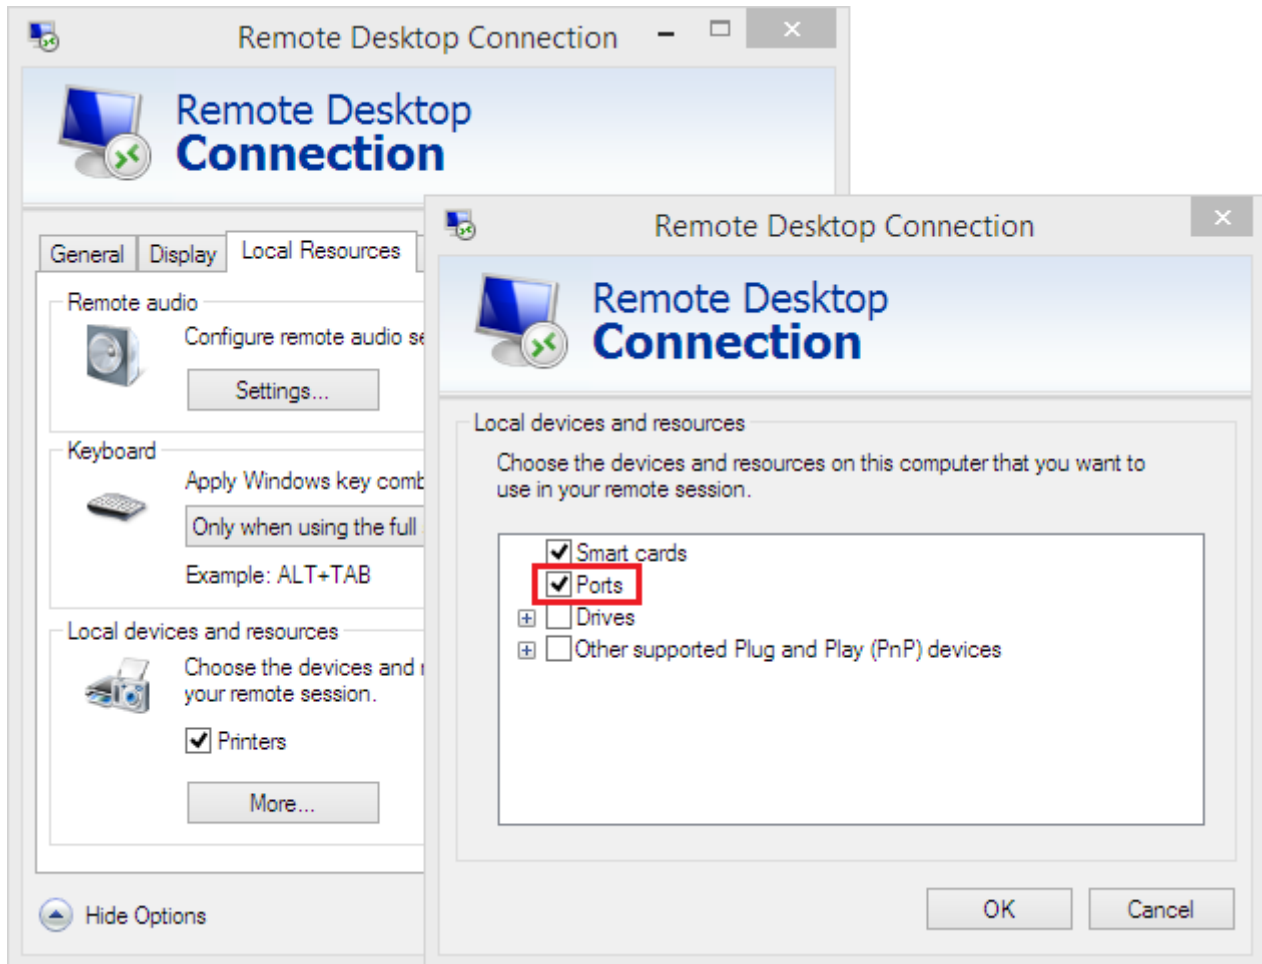 Remote Desktop Connection
Remote Desktop
Connection
General
Display
Local Resources
Remote audio
Configure remote audio se
Settings...
Keyboard
Apply Windows key comb
Only when using the full
Example: ALT+TAB
Local devices and resources
Choose the devices and
your remote session.
Printers
More...
Hide Options
Remote Desktop Connection
Remote Desktop
Connection
Local devices and resources
Choose the devices and resources on this computer that you want to
use in your remote session.
Smart cards
Ports
Drives
Other supported Plug and Play (PnP) devices
OK
Cancel